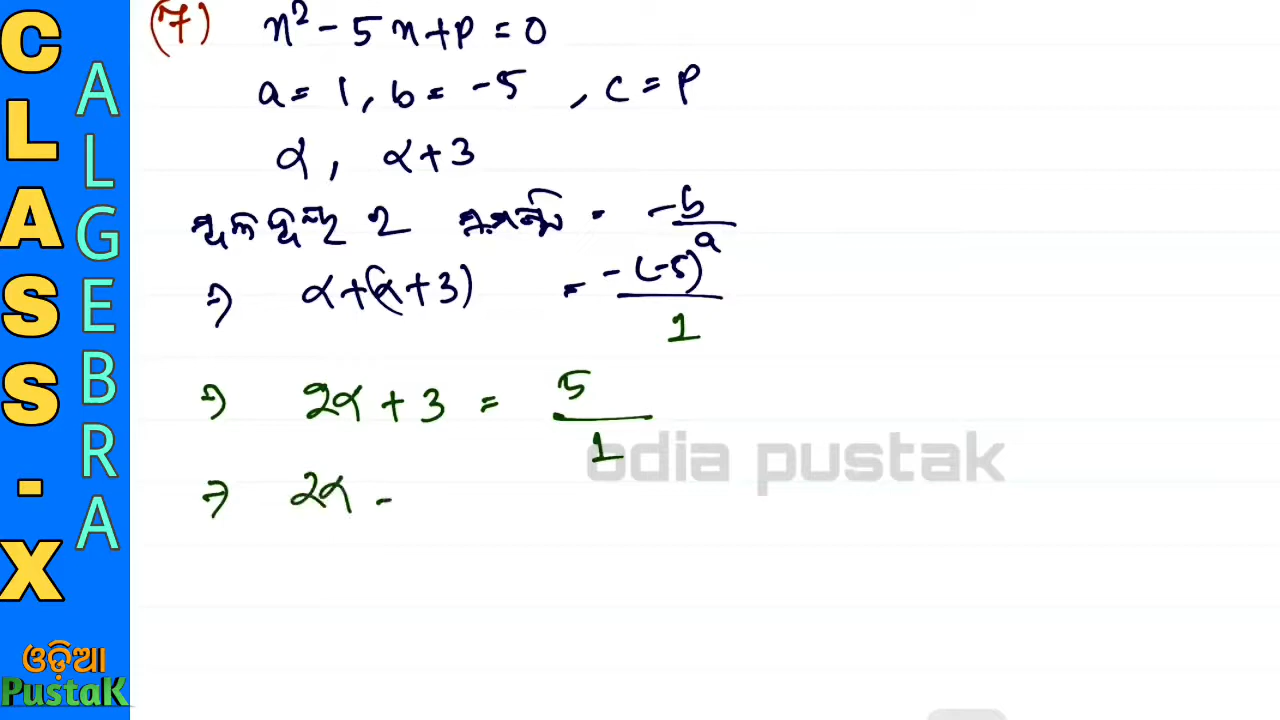 CLASS-X
ALGEBRA
ଓଡ଼ିଆ
PustaK
(7) x² - 5x + p = 0
a = 1, b = -5, c = p
α, α+3
ମୂଳ ଦ୍ୱୟ = -b/a
⇒ α+(α+3) = -(-5)/1
⇒ 2α + 3 = 5/1
⇒ 2α -
odia pustak